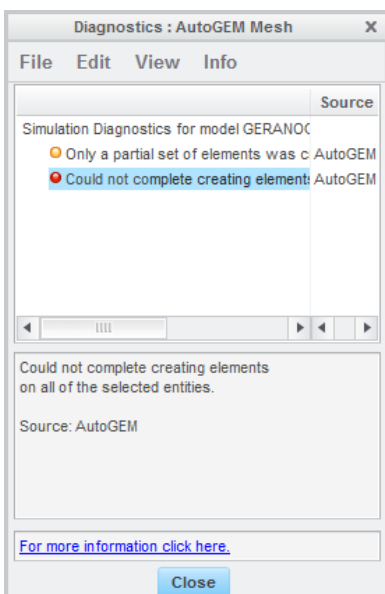 Diagnostics : AutoGEM Mesh X
File Edit View Info
Source
Simulation Diagnostics for model GERANOC
Only a partial set of elements was c AutoGEM
Could not complete creating elements AutoGEM
Could not complete creating elements
on all of the selected entities.
Source: AutoGEM
For more information click here.
Close